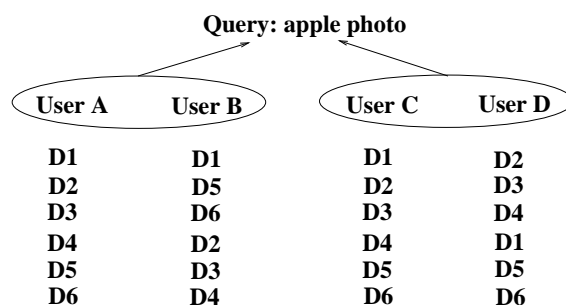 Query: apple photo
User A User B User C User D
D1 D1 D1 D2
D2 D5 D2 D3
D3 D6 D3 D4
D4 D2 D4 D1
D5 D3 D5 D5
D6 D4 D6 D6